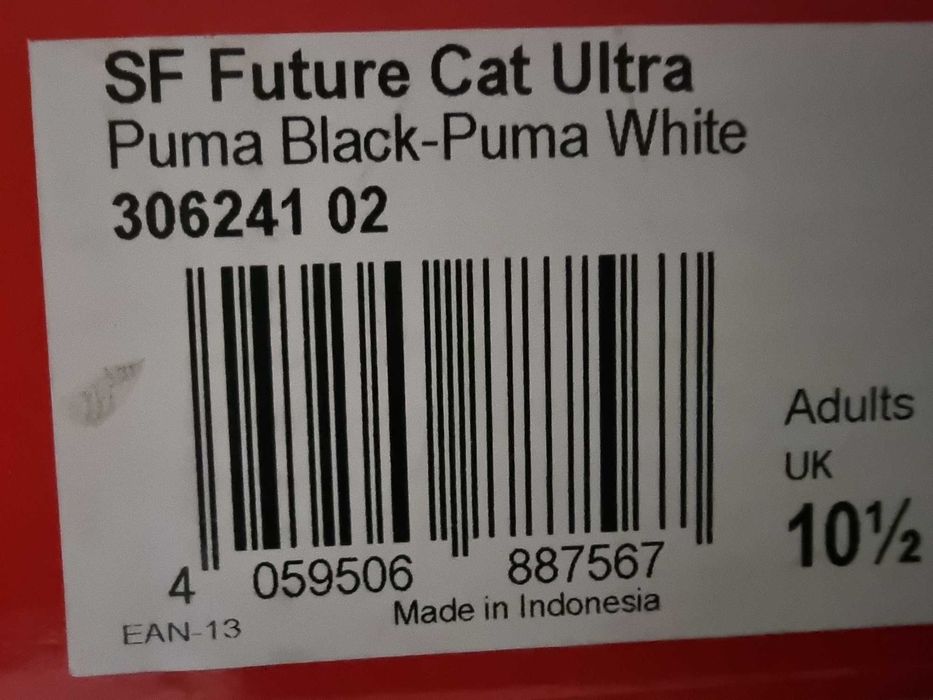 SF Future Cat Ultra
Puma Black-Puma White
306241 02
Adults
UK
10½
4 059506 887567
Made in Indonesia
EAN-13